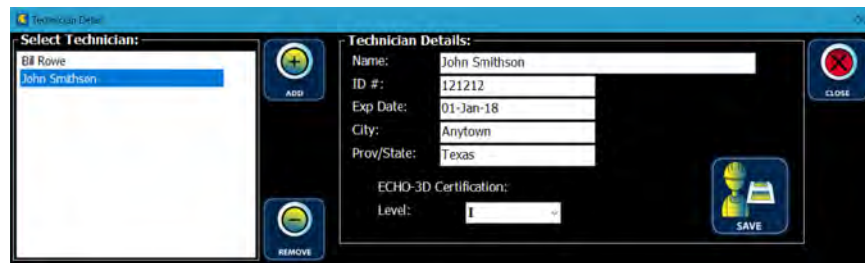 Technician Detail
Select Technician:
Bill Rowe
John Smithson
ADD
REMOVE
Technician Details:
Name: John Smithson
ID #: 121212
Exp Date: 01-Jan-18
City: Anytown
Prov/State: Texas
ECHO-3D Certification:
Level: I
SAVE
CLOSE